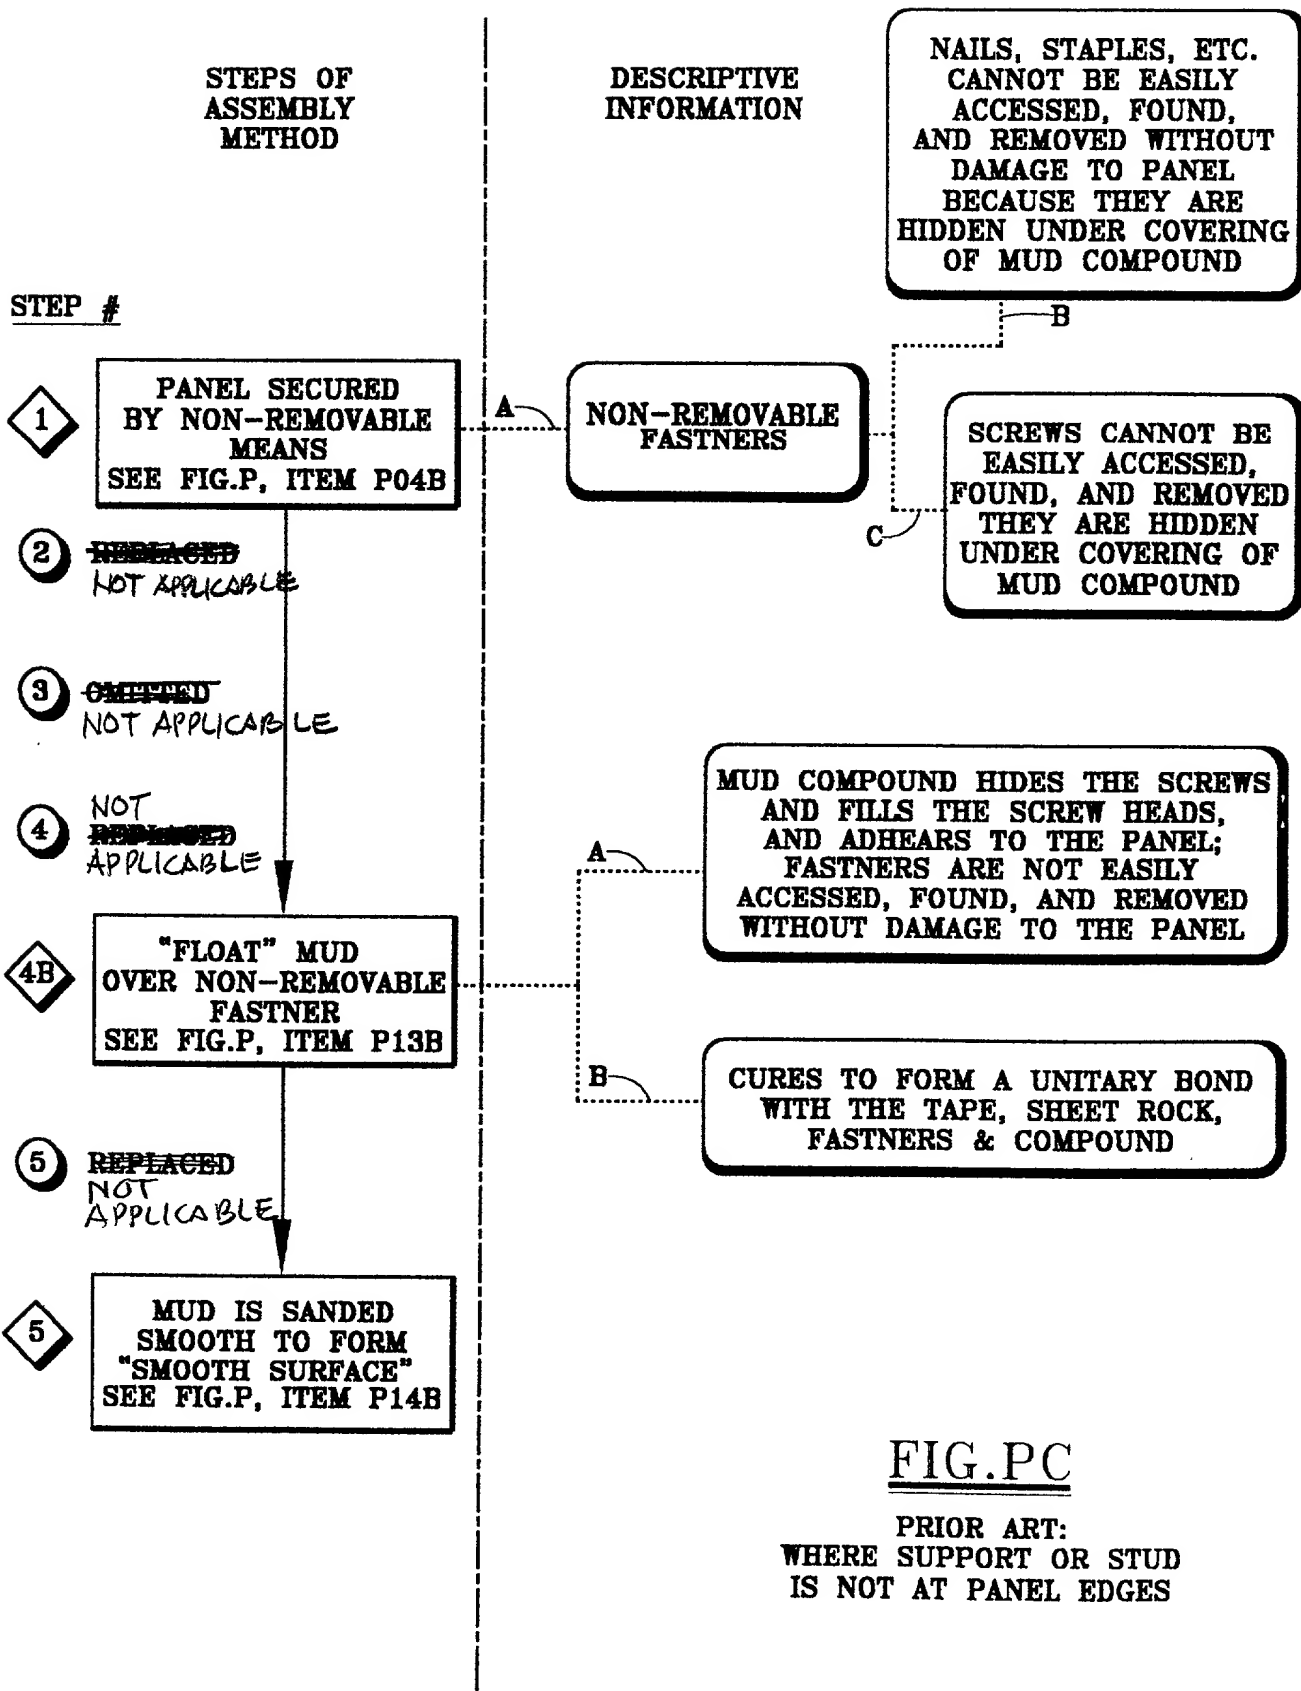 STEPS OF
ASSEMBLY
METHOD
DESCRIPTIVE
INFORMATION
NAILS, STAPLES, ETC.
CANNOT BE EASILY
ACCESSED, FOUND,
AND REMOVED WITHOUT
DAMAGE TO PANEL
BECAUSE THEY ARE
HIDDEN UNDER COVERING
OF MUD COMPOUND
STEP #
B
1
PANEL SECURED
BY NON-REMOVABLE
MEANS
SEE FIG.P, ITEM P04B
A
NON-REMOVABLE
FASTNERS
C
SCREWS CANNOT BE
EASILY ACCESSED,
FOUND, AND REMOVED
THEY ARE HIDDEN
UNDER COVERING OF
MUD COMPOUND
2
REPLACED
NOT APPLICABLE
3
OMITTED
NOT APPLICABLE
4
NOT
REPLACED
APPLICABLE
A
MUD COMPOUND HIDES THE SCREWS
AND FILLS THE SCREW HEADS,
AND ADHEARS TO THE PANEL;
FASTNERS ARE NOT EASILY
ACCESSED, FOUND, AND REMOVED
WITHOUT DAMAGE TO THE PANEL
4B
"FLOAT" MUD
OVER NON-REMOVABLE
FASTNER
SEE FIG.P, ITEM P13B
B
CURES TO FORM A UNITARY BOND
WITH THE TAPE, SHEET ROCK,
FASTNERS & COMPOUND
5
REPLACED
NOT
APPLICABLE
5
MUD IS SANDED
SMOOTH TO FORM
"SMOOTH SURFACE"
SEE FIG.P, ITEM P14B
FIG.PC
PRIOR ART:
WHERE SUPPORT OR STUD
IS NOT AT PANEL EDGES